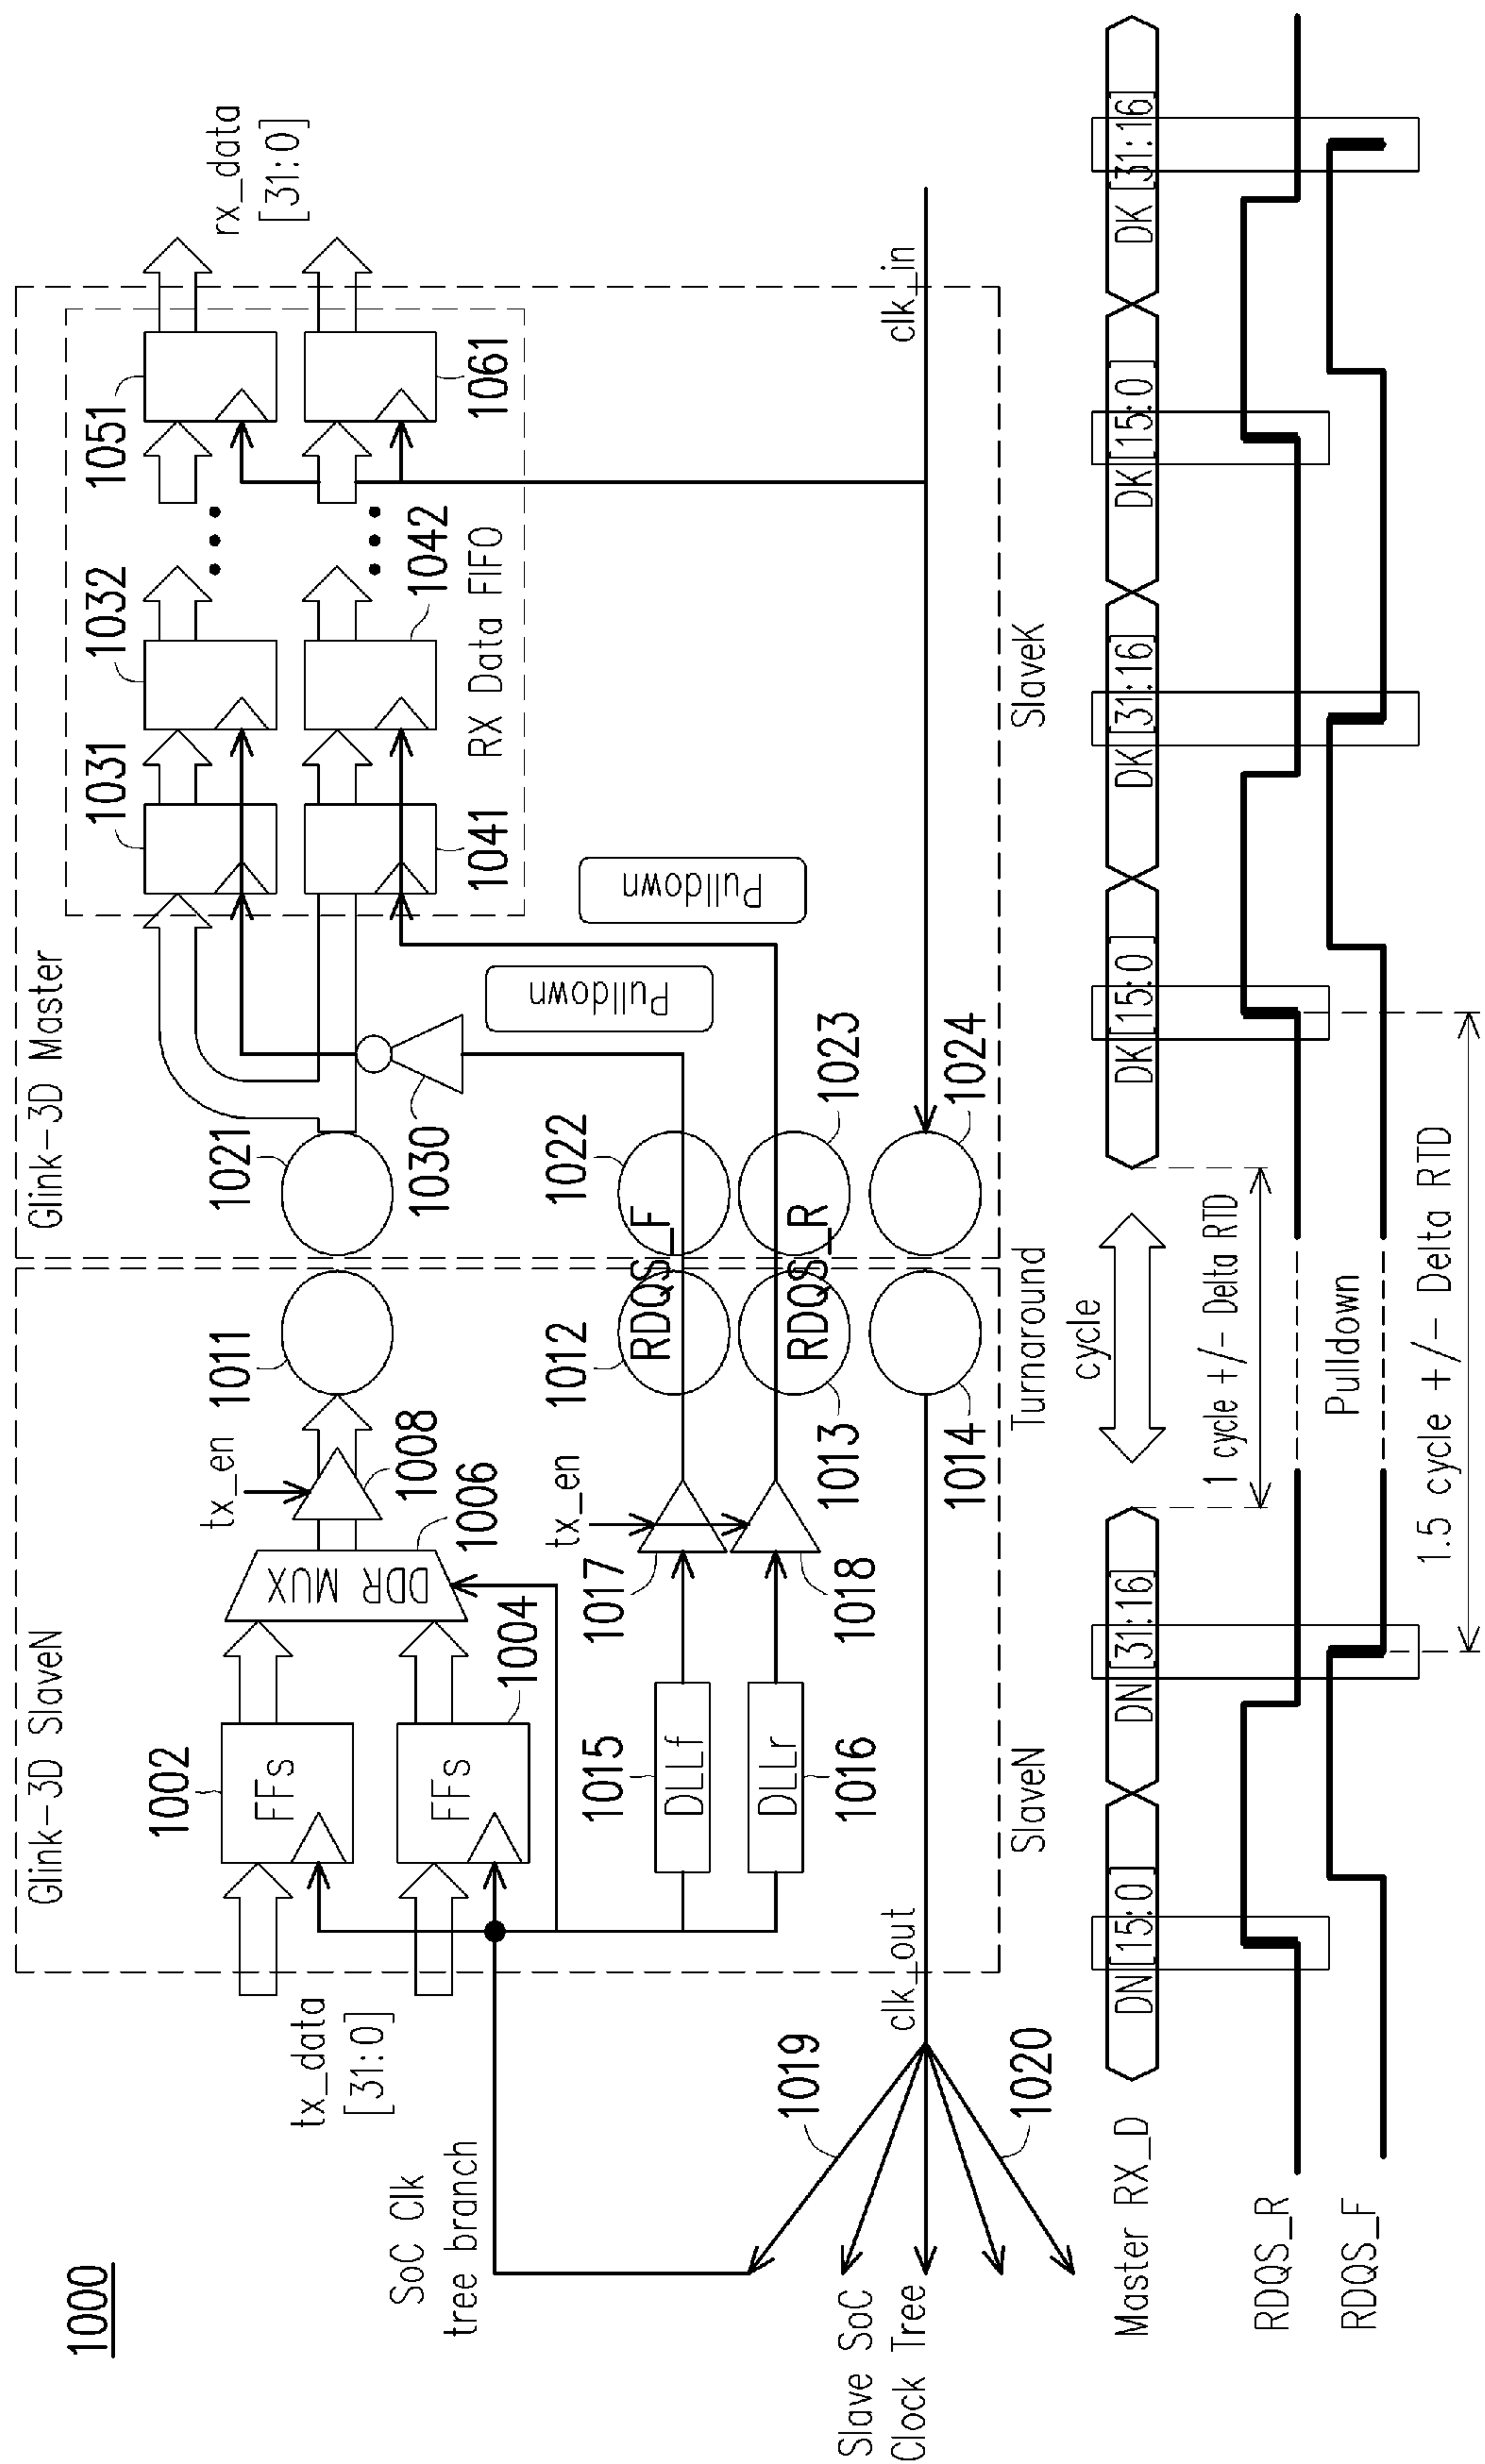 1000
Glink-3D SlaveN
Glink-3D Master
tx_data
[31:0]
1002
FFs
1004
FFs
DDR MUX
1006
tx_en
1008
1011
1021
1031
1032
1051
rx_data
[31:0]
1041
1042
1061
RX Data FIFO
1030
Pulldown
Pulldown
SoC Clk
tree branch
1015
DLLf
DLLr
1016
tx_en
1017
1018
1012
RDQS_F
1022
1013
RDQS_R
1023
1014
1024
clk_out
clk_in
1019
1020
Slave SoC
Clock Tree
SlaveN
Turnaround
cycle
SlaveK
Master RX_D
DN[15:0]
DN[31:16]
DK[15:0]
DK[31:16]
DK[15:0]
DK[31:16]
1 cycle +/- Delta RTD
RDQS_R
Pulldown
RDQS_F
1.5 cycle +/- Delta RTD